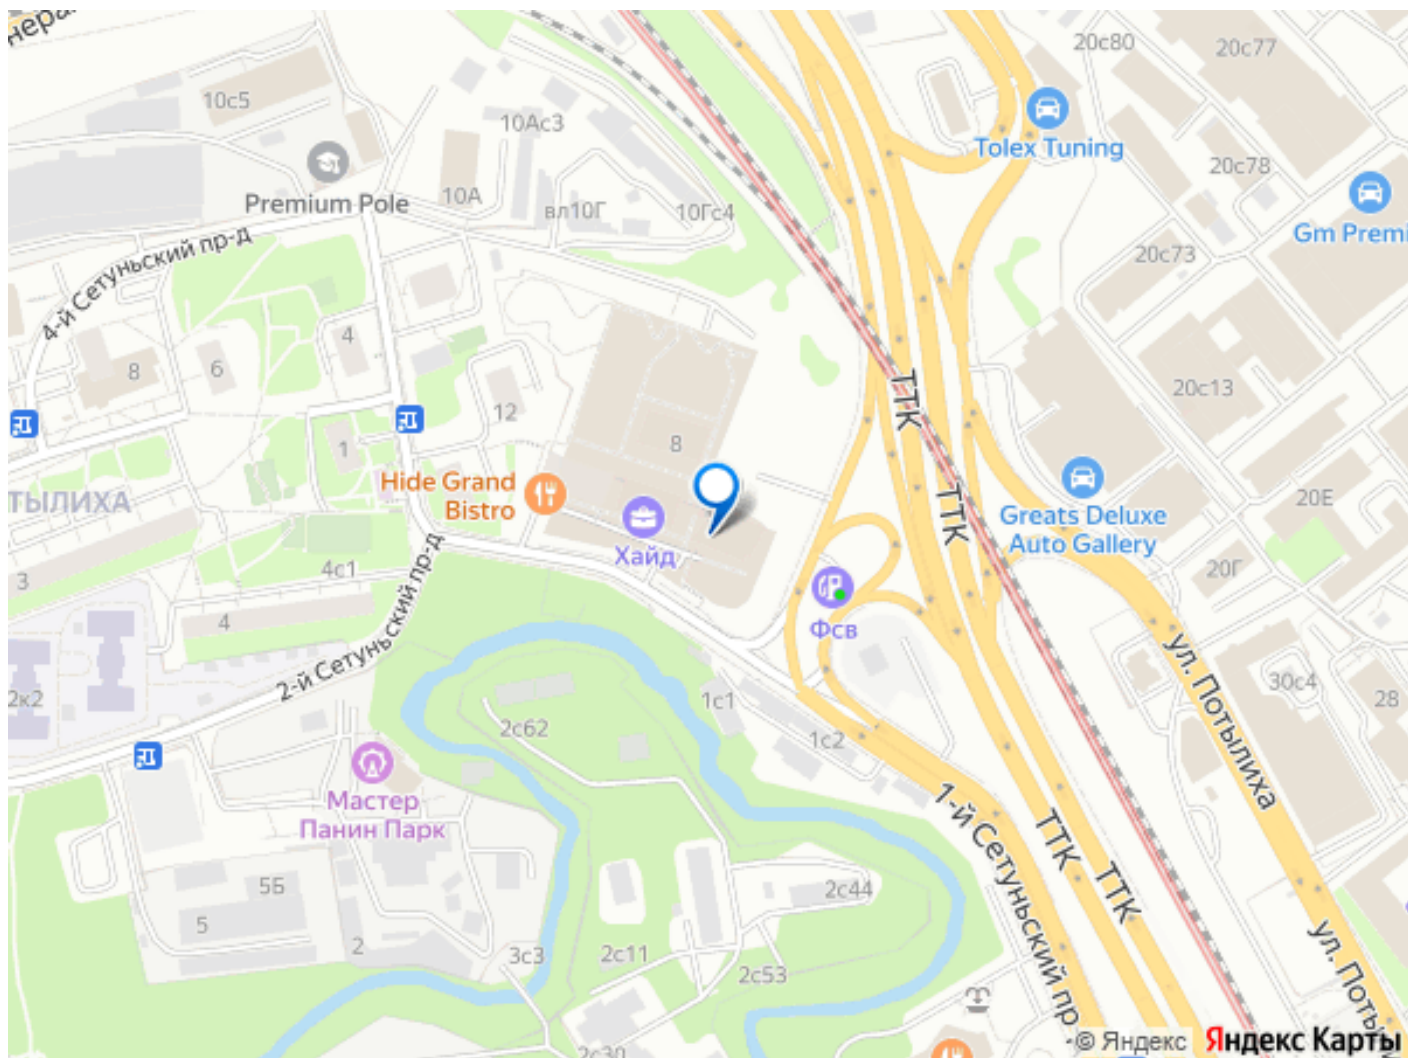 20с80
20с77
10с5
10Ас3
Tolex Tuning
20с78
Premium Pole
10А
вл10Г
10Гс4
Gm Premi
4-й Сетуньский пр-д
20с73
4
8
6
ТТК
20с13
12
8
1
Hide Grand
Bistro
ТЫЛИХА
ТТК
20Е
Greats Deluxe
Auto Gallery
Хайд
4с1
3
20Г
Фсв
4
2-й Сетуньский пр-д
ул. Потылиха
30с4
28
2к2
1с1
2с62
1с2
Мастер
Панин Парк
1-й Сетуньский пр
ТТК
ТТК
5Б
2с44
5
2
3с3
2с11
2с53
ул. Поты
2с30
© Яндекс
Яндекс Карты